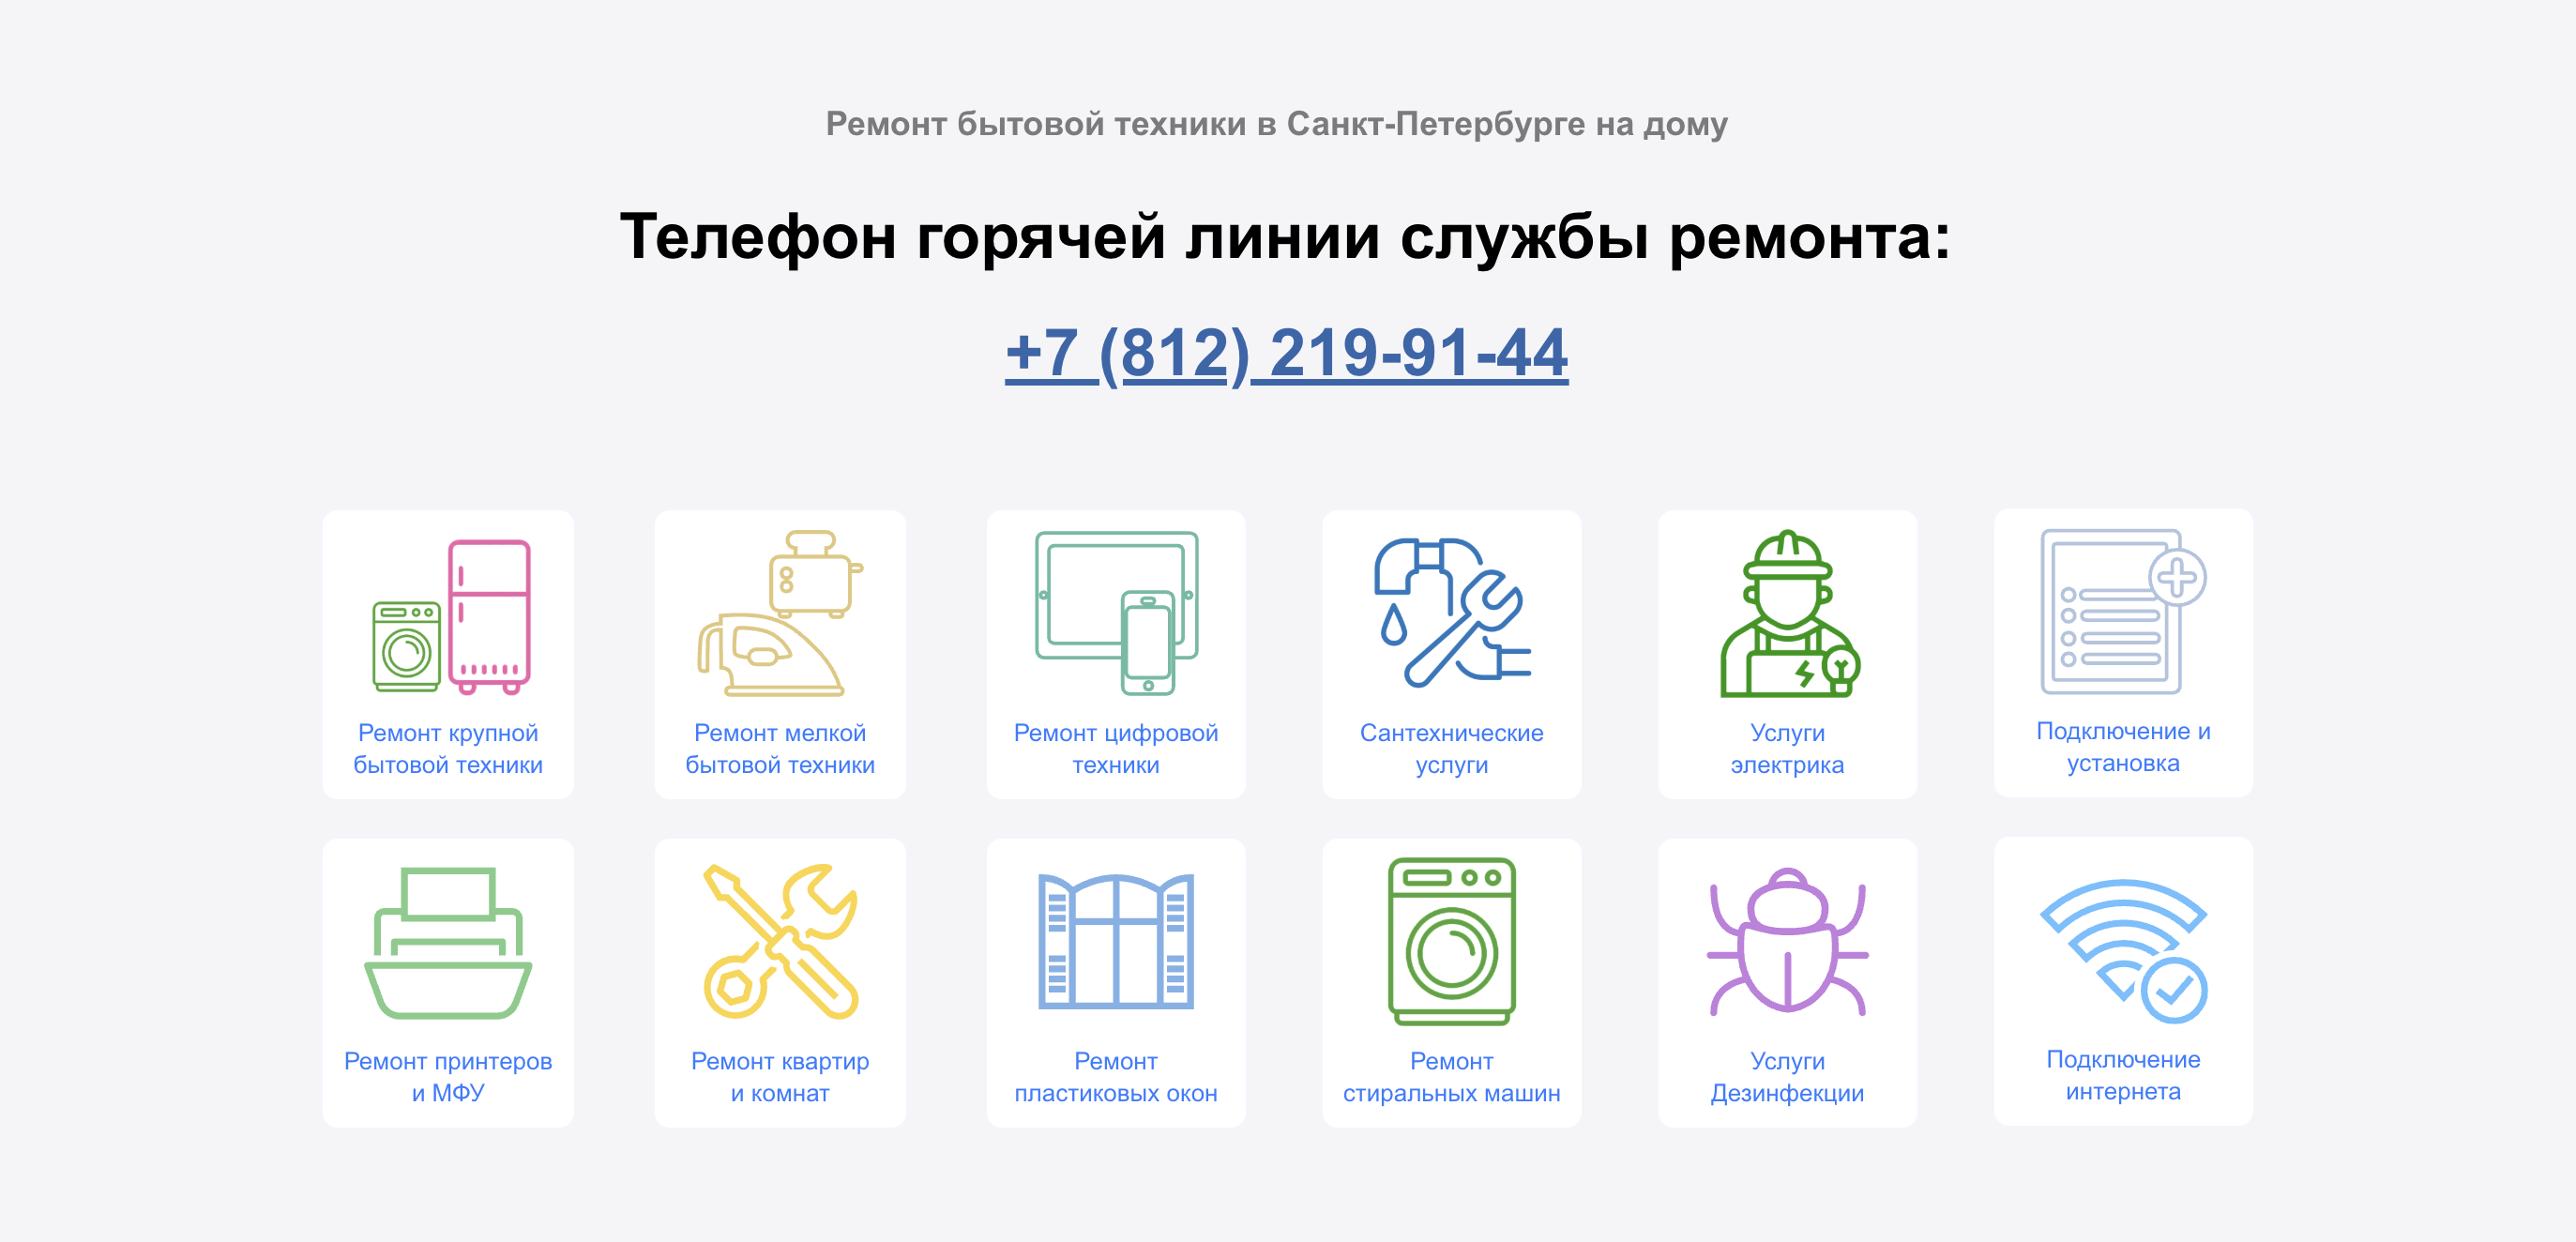 Ремонт бытовой техники в Санкт-Петербурге на дому
Телефон горячей линии службы ремонта:
+7 (812) 219-91-44
Ремонт крупной
бытовой техники
Ремонт мелкой
бытовой техники
Ремонт цифровой
техники
Сантехнические
услуги
Услуги
электрика
Подключение и
установка
Ремонт принтеров
и МФУ
Ремонт квартир
и комнат
Ремонт
пластиковых окон
Ремонт
стиральных машин
Услуги
Дезинфекции
Подключение
интернета